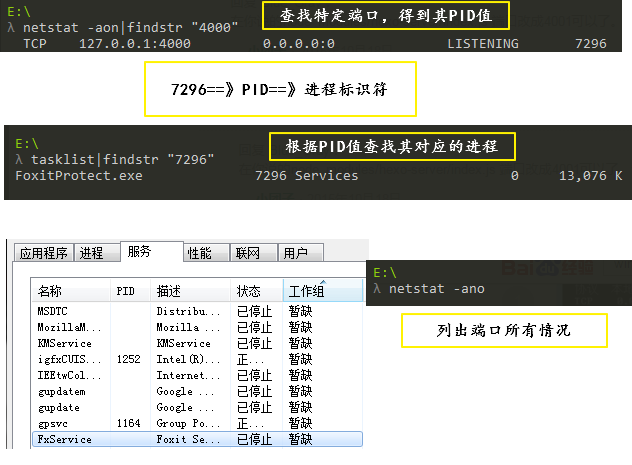 E:\
λ netstat -aon|findstr "4000"
查找特定端口，得到其PID值
TCP    127.0.0.1:4000    0.0.0.0:0    LISTENING    7296
7296==》PID==》进程标识符
E:\
λ tasklist|findstr "7296"
根据PID值查找其对应的进程
FoxitProtect.exe    7296 Services    0    13,076 K
应用程序 进程 服务 性能 联网 用户
名称 PID 描述 状态 工作组
MSDTC Distribu... 已停止 暂缺
MozillaM... Mozilla ... 已停止 暂缺
KMService KMService 已停止 暂缺
igfxCUIS... 1252 Intel(R)... 正... 暂缺
IEEtwCol... Internet... 已停止 暂缺
gupdatem Google ... 已停止 暂缺
gupdate Google ... 已停止 暂缺
gpsvc 1164 Group Po... 正... 暂缺
FxService Foxit Se... 已停止 暂缺
E:\
λ netstat -ano
列出端口所有情况